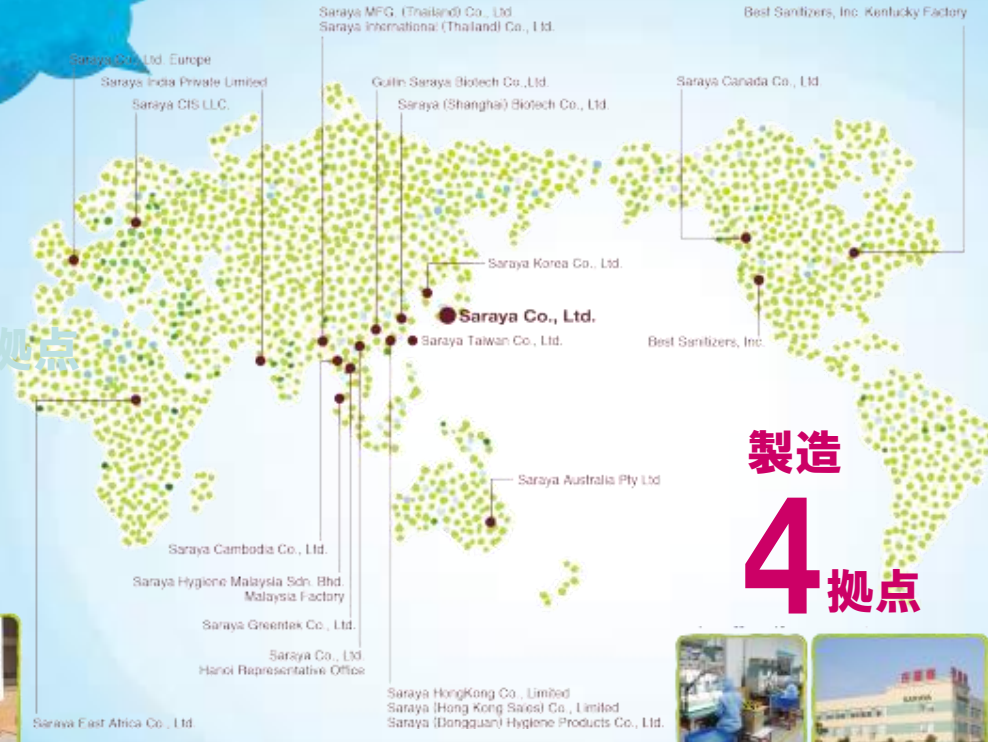 Saraya MFG. (Thailand) Co., Ltd.
Saraya International (Thailand) Co., Ltd.
Best Sanitizers, Inc. Kentucky Factory
Saraya Co., Ltd. Europe
Saraya India Private Limited
Guilin Saraya Biotech Co.,Ltd.
Saraya Canada Co., Ltd.
Saraya CIS LLC.
Saraya (Shanghai) Biotech Co., Ltd.
Saraya Korea Co., Ltd.
Saraya Co., Ltd.
Saraya Taiwan Co., Ltd.
Best Sanitizers, Inc.
拠点
製造
4拠点
Saraya Australia Pty Ltd
Saraya Cambodia Co., Ltd.
Saraya Hygiene Malaysia Sdn. Bhd.
Malaysia Factory
Saraya Greentek Co., Ltd.
Saraya Co., Ltd.
Hanoi Representative Office
Saraya HongKong Co., Limited
Saraya (Hong Kong Sales) Co., Limited
Saraya (Dongguan) Hygiene Products Co., Ltd.
Saraya East Africa Co., Ltd.
SARAYA